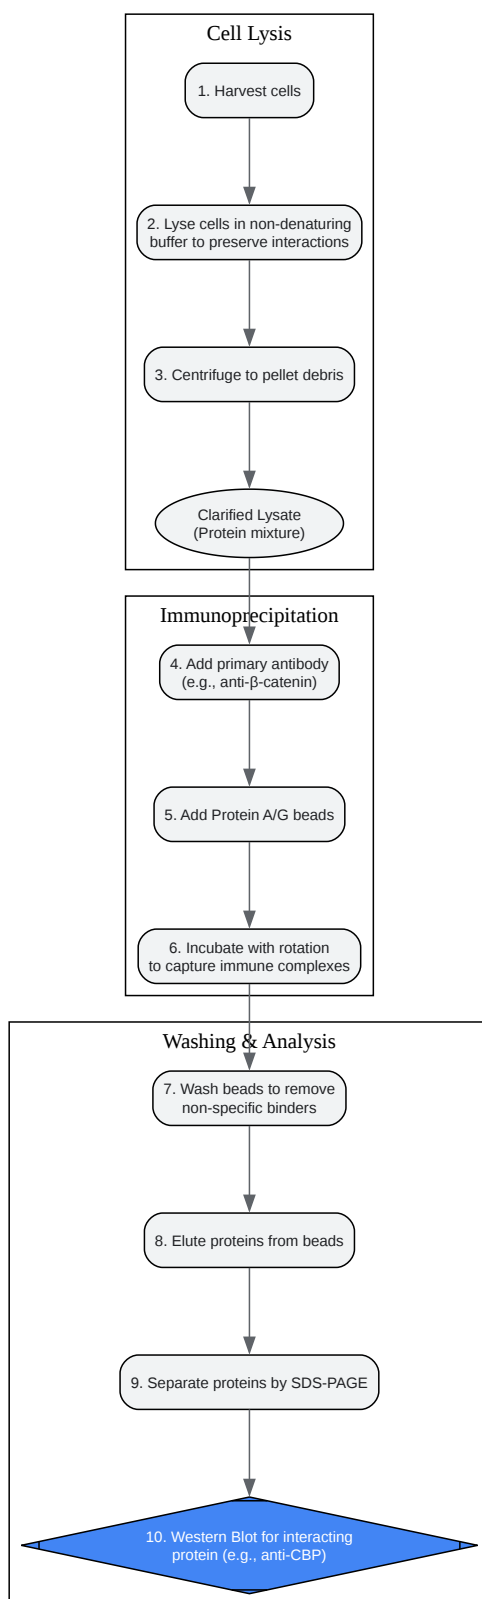 Cell Lysis
1. Harvest cells
2. Lyse cells in non-denaturing
buffer to preserve interactions
3. Centrifuge to pellet debris
Clarified Lysate
(Protein mixture)
Immunoprecipitation
4. Add primary antibody
(e.g., anti-β-catenin)
5. Add Protein A/G beads
6. Incubate with rotation
to capture immune complexes
Washing & Analysis
7. Wash beads to remove
non-specific binders
8. Elute proteins from beads
9. Separate proteins by SDS-PAGE
10. Western Blot for interacting
protein (e.g., anti-CBP)